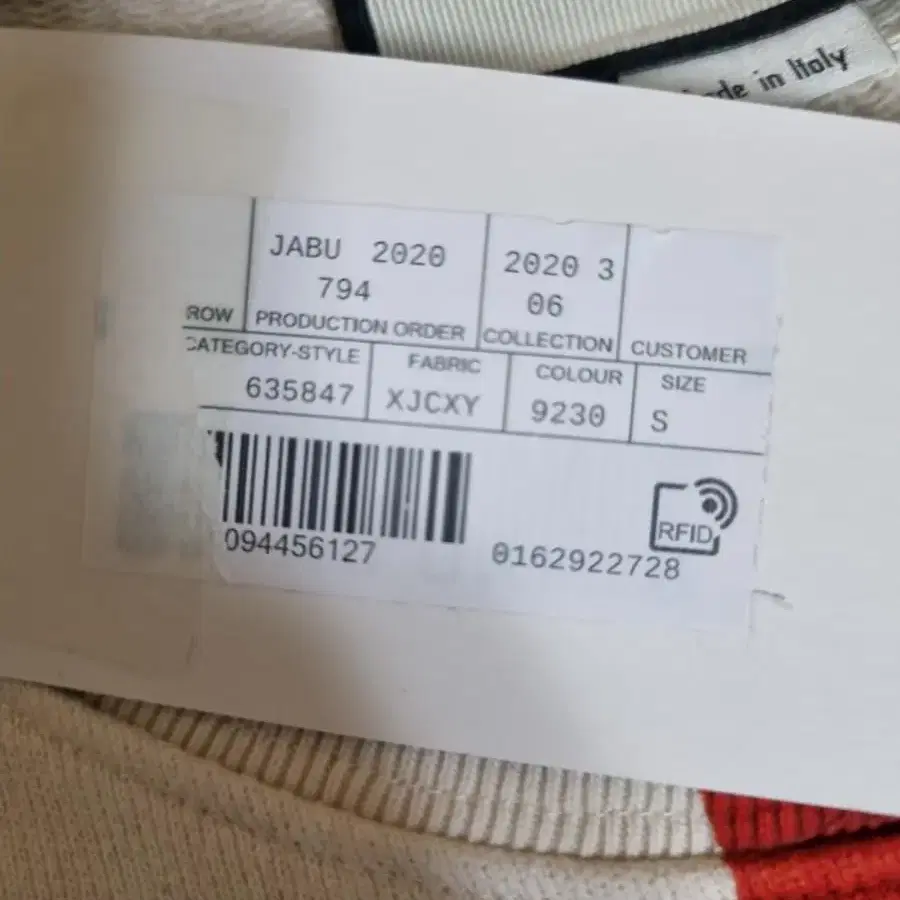 in Italy
JABU 2020
794
2020 3
06
ROW
PRODUCTION ORDER
COLLECTION
CUSTOMER
CATEGORY-STYLE
FABRIC
COLOUR
SIZE
635847
XJCXY
9230
S
RFID
094456127
0162922728